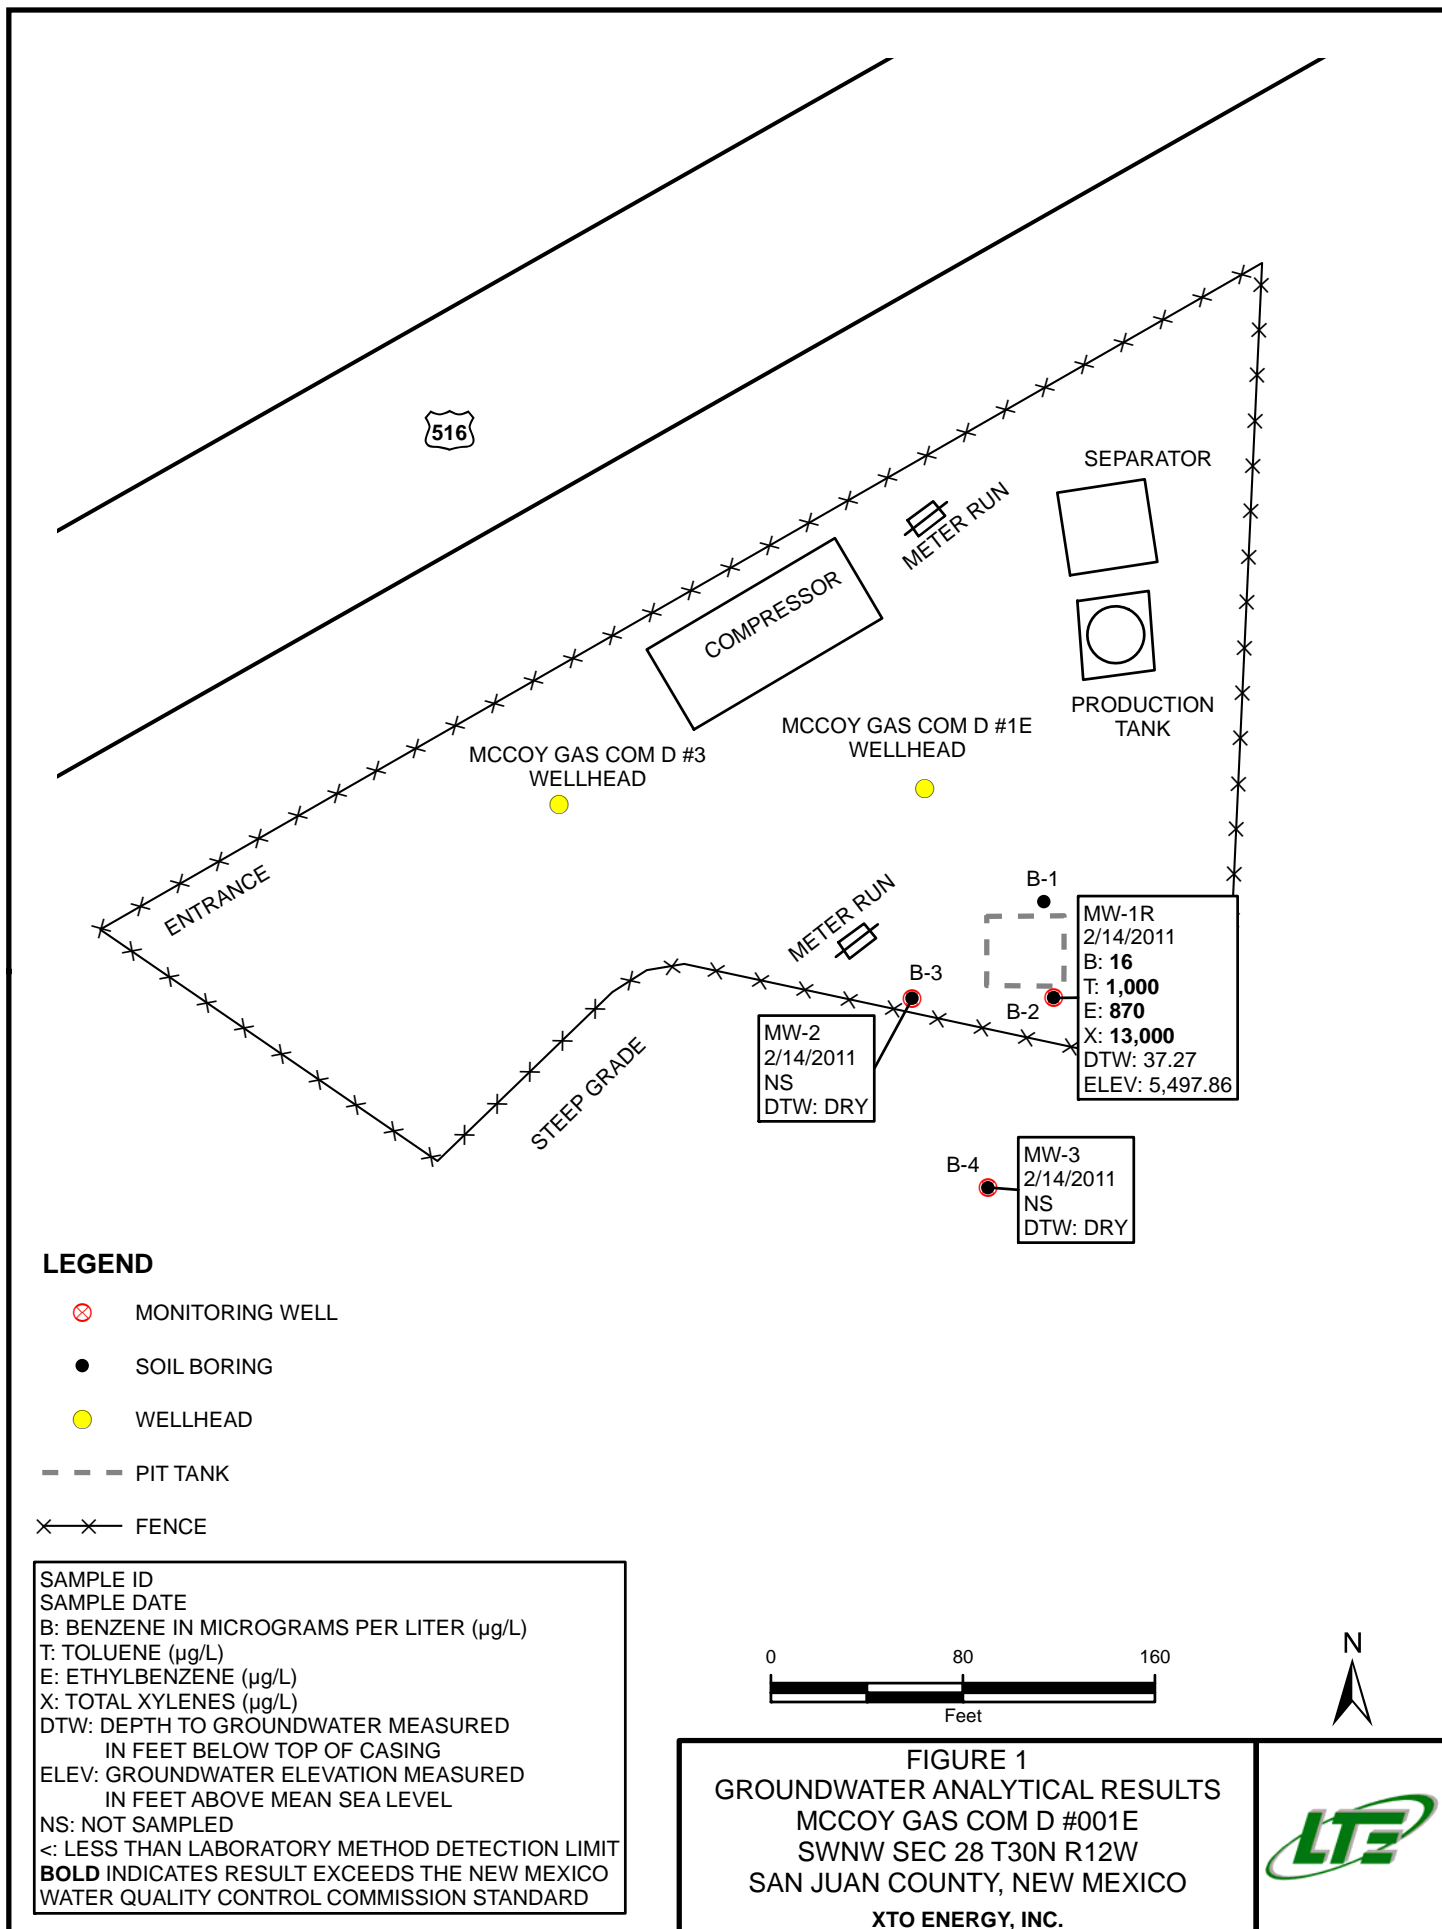 516
SEPARATOR
METER RUN
COMPRESSOR
PRODUCTION
TANK
MCCOY GAS COM D #1E
WELLHEAD
MCCOY GAS COM D #3
WELLHEAD
ENTRANCE
METER RUN
B-1
MW-1R
2/14/2011
B: 16
T: 1,000
E: 870
X: 13,000
DTW: 37.27
ELEV: 5,497.86
B-3
B-2
MW-2
2/14/2011
NS
DTW: DRY
STEEP GRADE
B-4
MW-3
2/14/2011
NS
DTW: DRY
LEGEND
MONITORING WELL
SOIL BORING
WELLHEAD
PIT TANK
FENCE
SAMPLE ID
SAMPLE DATE
B: BENZENE IN MICROGRAMS PER LITER (µg/L)
T: TOLUENE (µg/L)
E: ETHYLBENZENE (µg/L)
X: TOTAL XYLENES (µg/L)
DTW: DEPTH TO GROUNDWATER MEASURED
IN FEET BELOW TOP OF CASING
ELEV: GROUNDWATER ELEVATION MEASURED
IN FEET ABOVE MEAN SEA LEVEL
NS: NOT SAMPLED
<: LESS THAN LABORATORY METHOD DETECTION LIMIT
BOLD INDICATES RESULT EXCEEDS THE NEW MEXICO
WATER QUALITY CONTROL COMMISSION STANDARD
0 80 160
Feet
N
FIGURE 1
GROUNDWATER ANALYTICAL RESULTS
MCCOY GAS COM D #001E
SWNW SEC 28 T30N R12W
SAN JUAN COUNTY, NEW MEXICO
XTO ENERGY, INC.
LTE